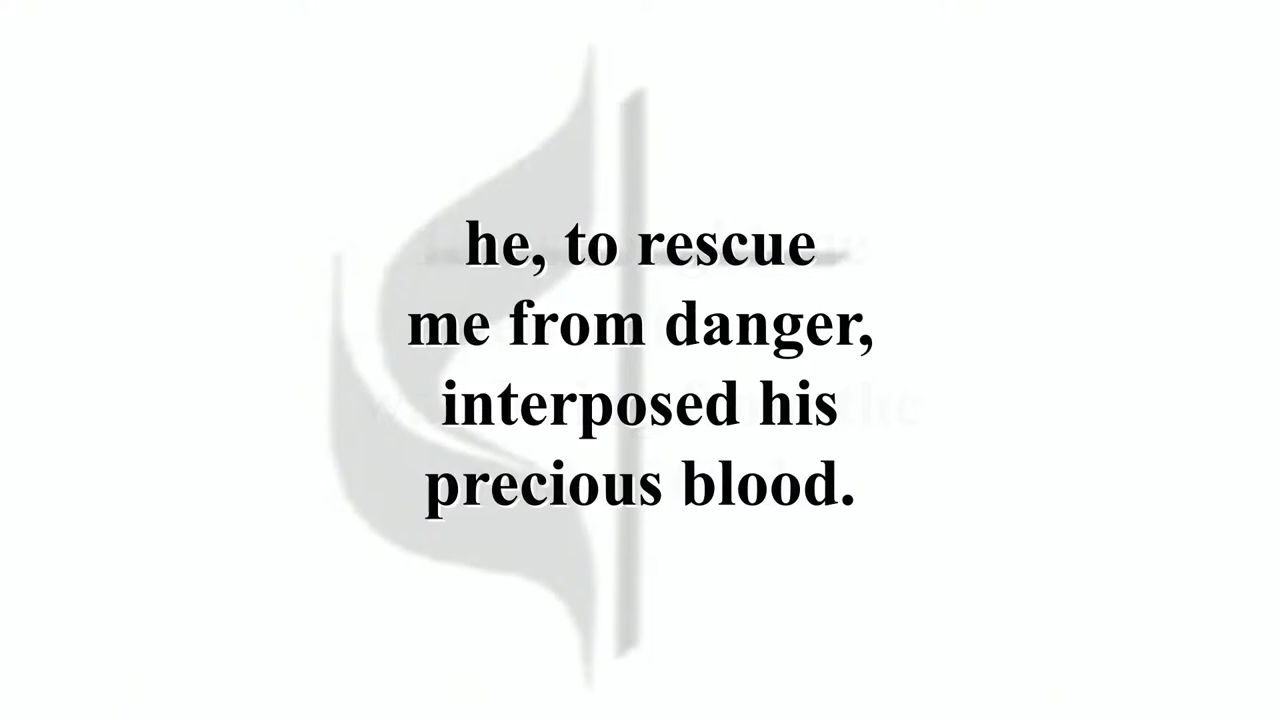 he, to rescue
me from danger,
interposed his
precious blood.